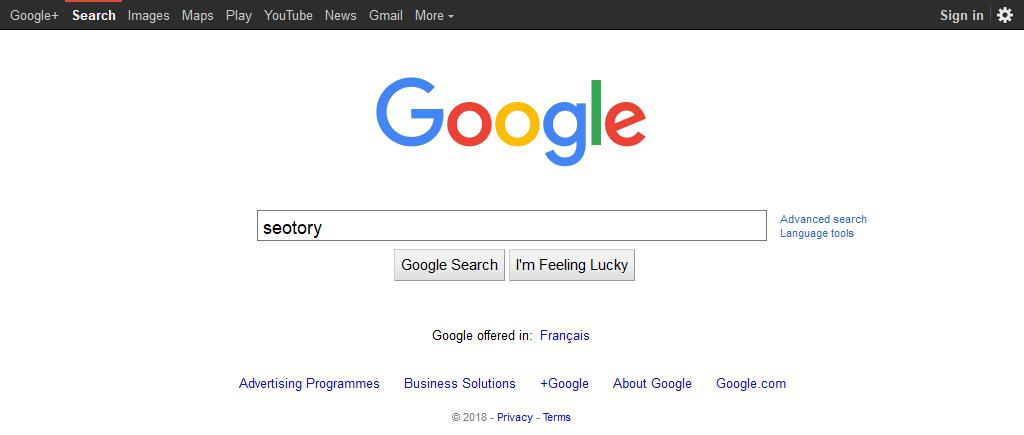 Google+ Search Images Maps Play YouTube News Gmail More Sign in
Google
seotory
Advanced search
Language tools
Google Search I'm Feeling Lucky
Google offered in: Français
Advertising Programmes Business Solutions +Google About Google Google.com
© 2018 - Privacy - Terms